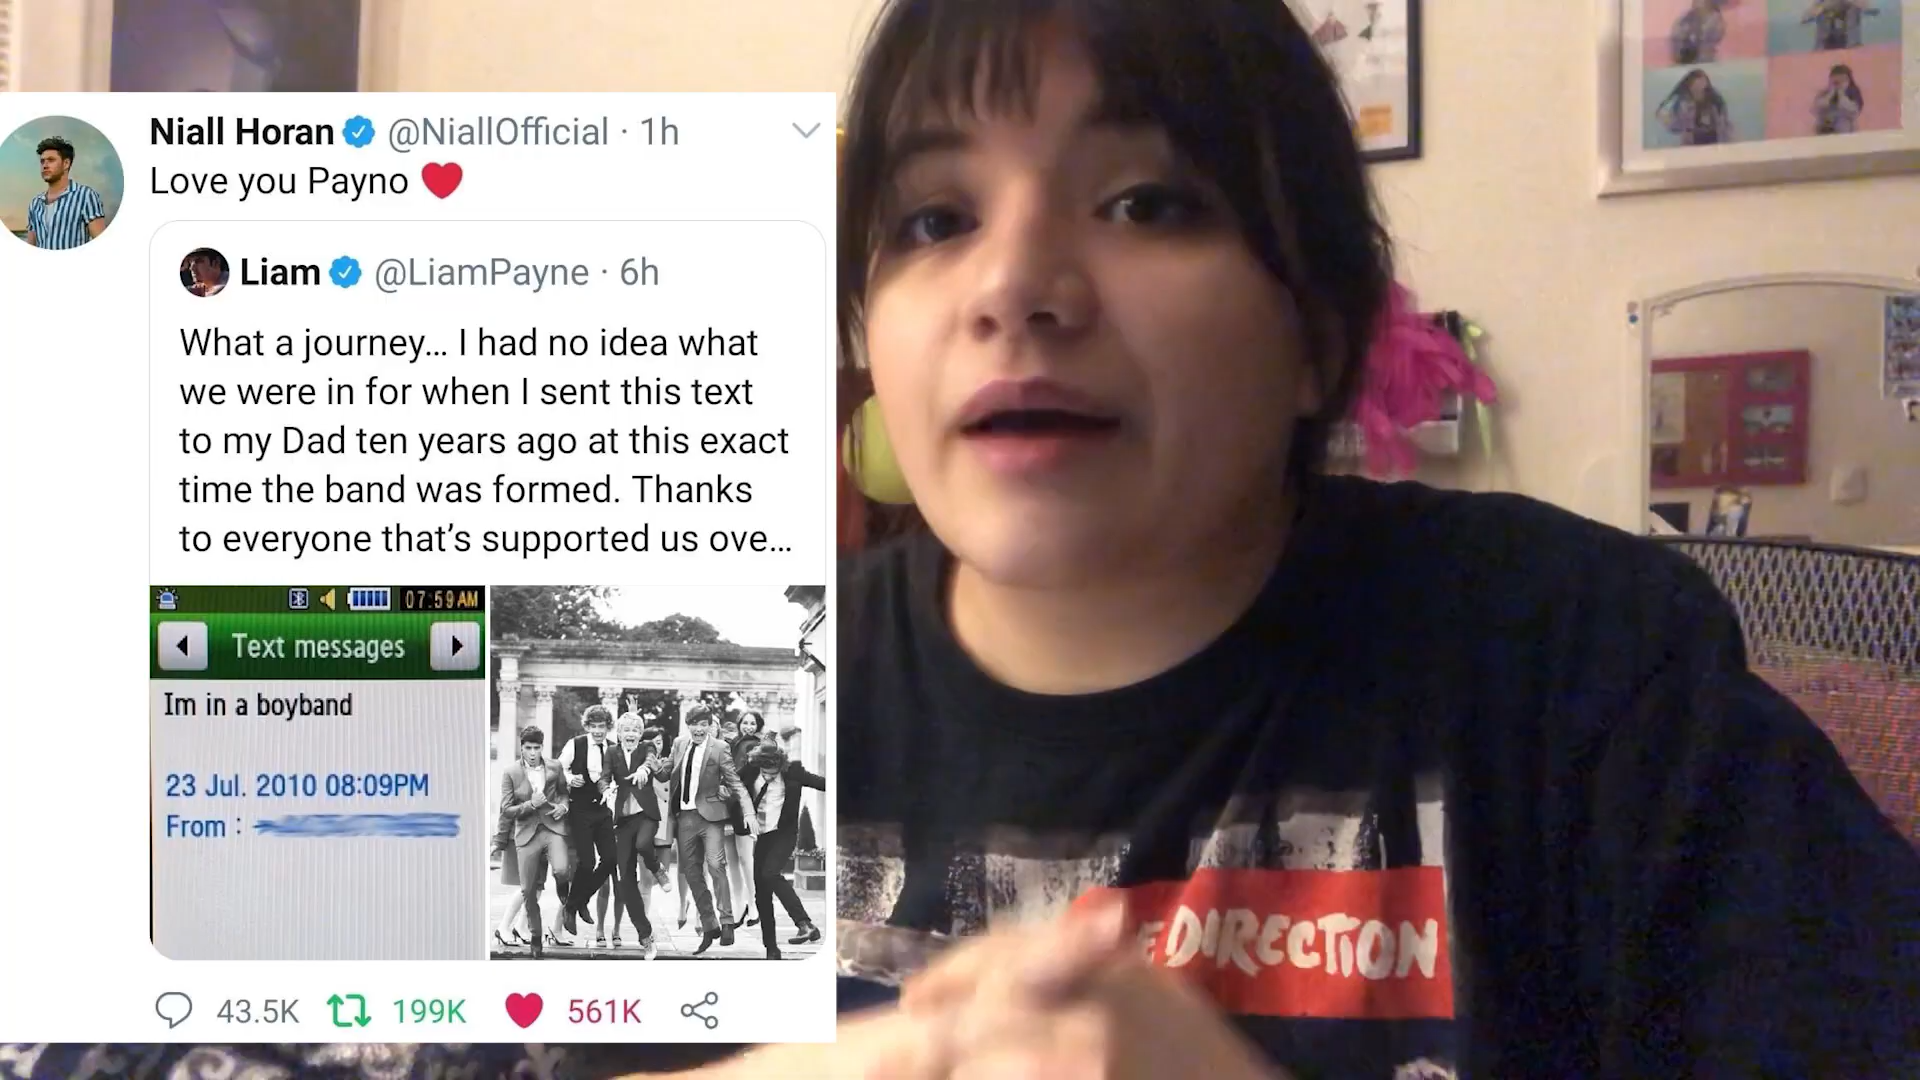 Niall Horan @NiallOfficial · 1h
Love you Payno ❤️
Liam @LiamPayne · 6h
What a journey... I had no idea what
we were in for when I sent this text
to my Dad ten years ago at this exact
time the band was formed. Thanks
to everyone that’s supported us ove...
07:59AM
Text messages
Im in a boyband
23 Jul. 2010 08:09PM
From :
43.5K 199K 561K
E DIRECTION